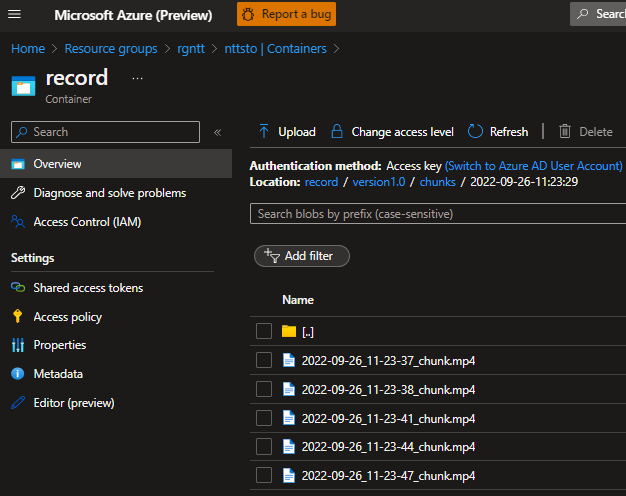 Microsoft Azure (Preview)
Report a bug
Search
Home > Resource groups > rgntt > nttsto | Containers >
record ...
Container
Search
«
Upload
Change access level
Refresh
Delete
Overview
Diagnose and solve problems
Access Control (IAM)
Settings
Shared access tokens
Access policy
Properties
Metadata
Editor (preview)
Authentication method: Access key (Switch to Azure AD User Account)
Location: record / version1.0 / chunks / 2022-09-26-11:23:29
Search blobs by prefix (case-sensitive)
Add filter
Name
[..]
2022-09-26_11-23-37_chunk.mp4
2022-09-26_11-23-38_chunk.mp4
2022-09-26_11-23-41_chunk.mp4
2022-09-26_11-23-44_chunk.mp4
2022-09-26_11-23-47_chunk.mp4